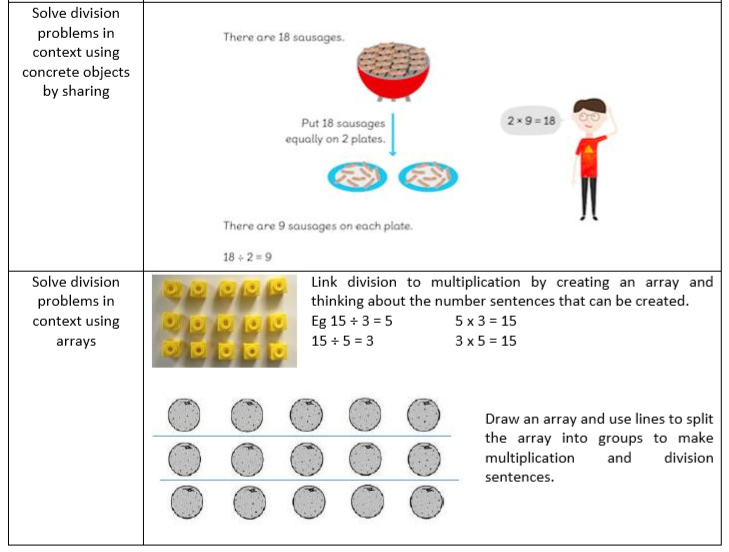 Solve division
problems in
context using
concrete objects
by sharing
There are 18 sausages.
Put 18 sausages
equally on 2 plates.
2 × 9 = 18
There are 9 sausages on each plate.
18 ÷ 2 = 9
Solve division
problems in
context using
arrays
Link division to multiplication by creating an array and
thinking about the number sentences that can be created.
Eg 15 ÷ 3 = 5 5 x 3 = 15
15 ÷ 5 = 3 3 x 5 = 15
Draw an array and use lines to split
the array into groups to make
multiplication and division
sentences.